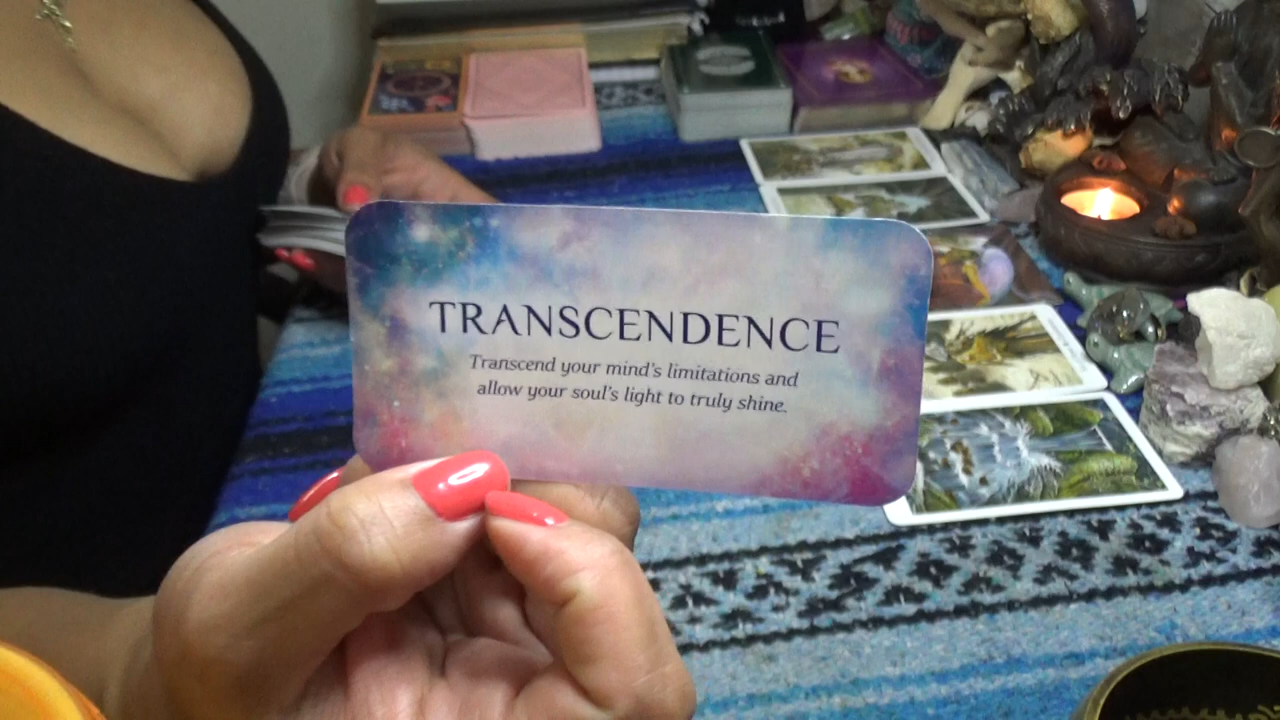 TRANSCENDENCE
Transcend your mind's limitations and
allow your soul's light to truly shine.